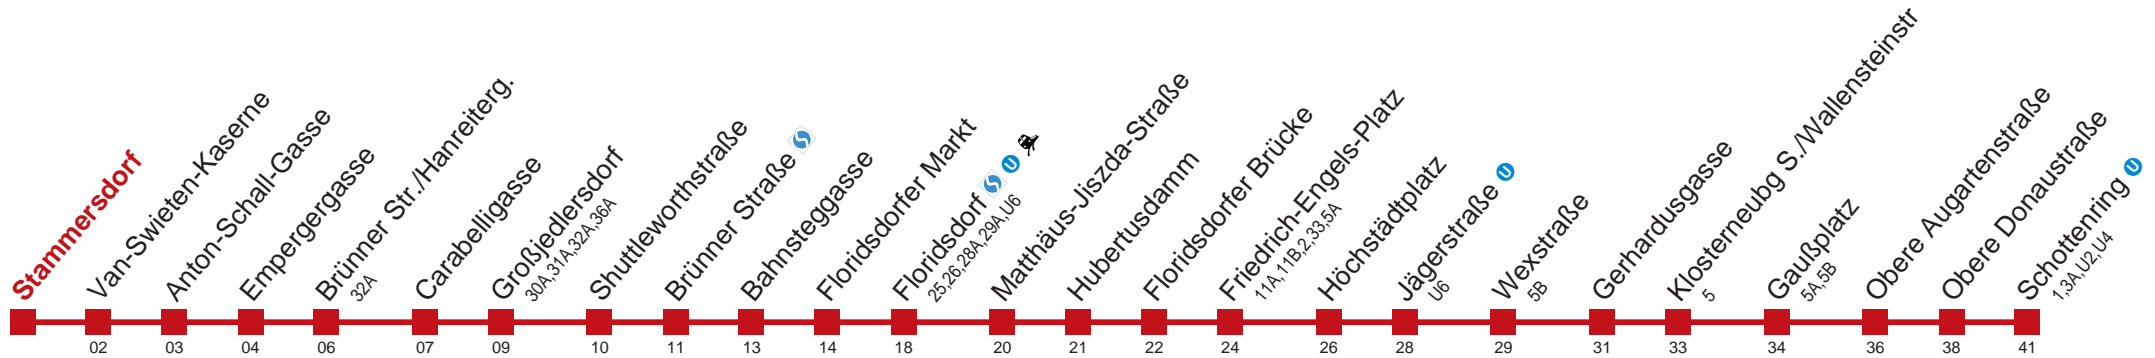 Stammersdorf
Van-Swieten-Kaserne
Anton-Schall-Gasse
Empergergasse
Brünner Str./Hanreiterg.
32A
Carabelligasse
Großjedlersdorf
30A,31A,32A,36A
Shuttleworthstraße
Brünner Straße
Bahnsteggasse
Floridsdorfer Markt
Floridsdorf U
25,26,28A,29A,U6
Matthäus-Jiszda-Straße
Hubertusdamm
Floridsdorfer Brücke
Friedrich-Engels-Platz
11A,11B,2,33,5A
Höchstädtplatz
Jägerstraße U
U6
Wexstraße
5B
Gerhardusgasse
Klosterneubg S./Wallensteinstr
5
Gaußplatz
5A,5B
Obere Augartenstraße
Obere Donaustraße
Schottenring U
1,3A,U2,U4
02 03 04 06 07 09 10 11 13 14 18 20 21 22 24 26 28 29 31 33 34 36 38 41